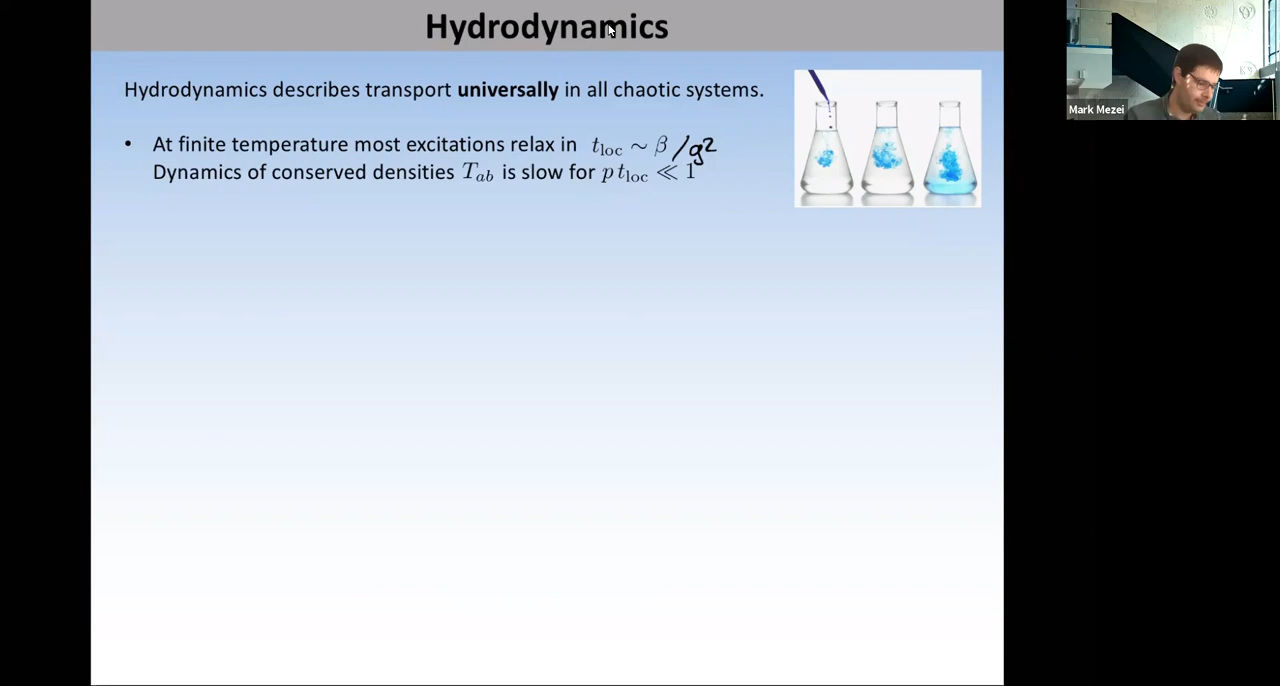 Hydrodynamics
Hydrodynamics describes transport universally in all chaotic systems.
• At finite temperature most excitations relax in t_loc ∼ β /g²
Dynamics of conserved densities T_ab is slow for p t_loc ≪ 1
Mark Mezei